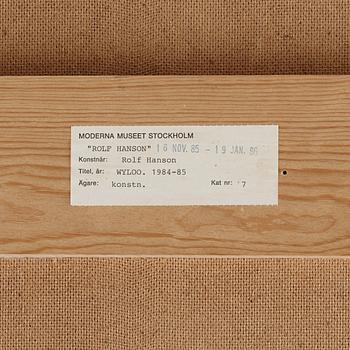 MODERNA MUSEET STOCKHOLM
"ROLF HANSON" 16 NOV. 85 - 19 JAN. 86
Konstnär: Rolf Hanson
Titel, år: WYLOO. 1984-85
Ägare: konstn. Kat nr: 7